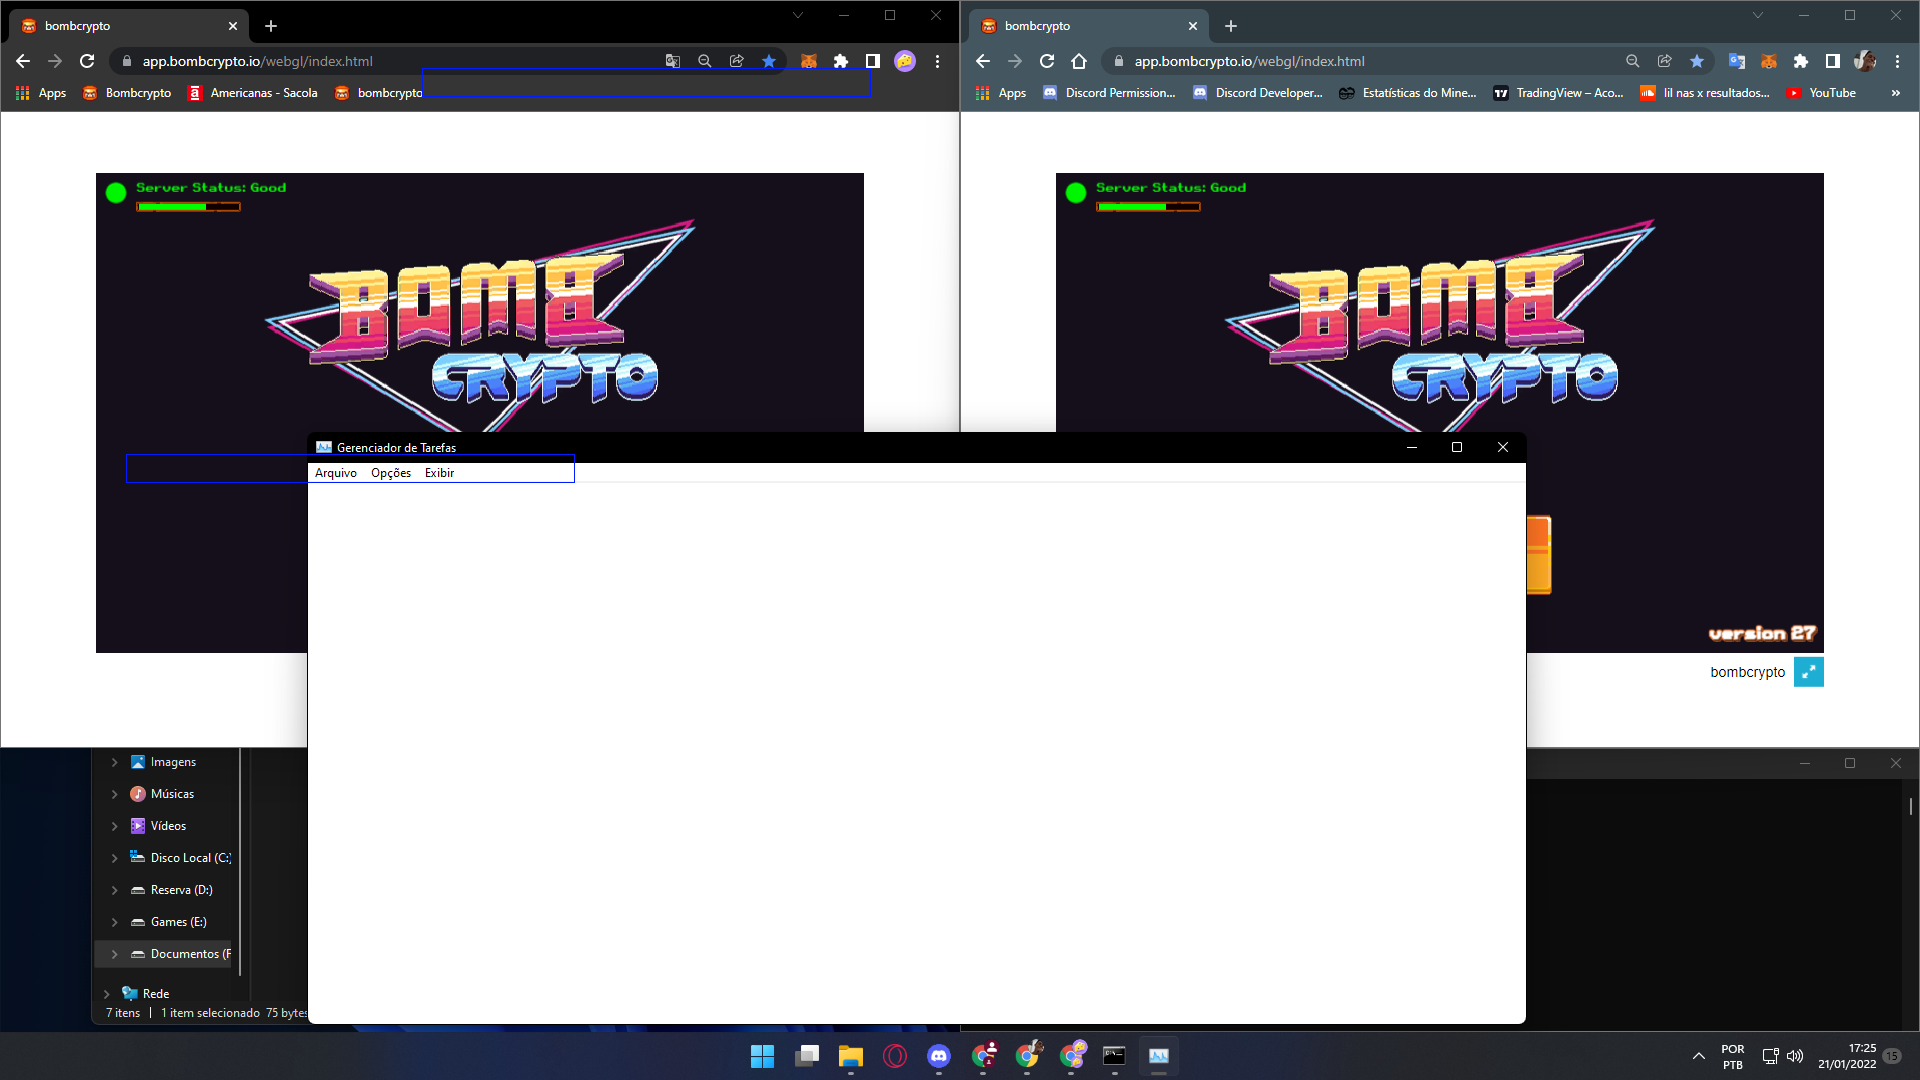 bombcrypto
app.bombcrypto.io/webgl/index.html
Apps Bombcrypto Americanas - Sacola bombcrypto
Server Status: Good
BOMB
CRYPTO
bombcrypto
app.bombcrypto.io/webgl/index.html
Apps Discord Permission... Discord Developer... Estatísticas do Mine... TradingView – Aco... lil nas x resultados... YouTube »
Server Status: Good
BOMB
CRYPTO
version 27
bombcrypto
Gerenciador de Tarefas
Arquivo Opções Exibir
Imagens
Músicas
Vídeos
Disco Local (C:)
Reserva (D:)
Games (E:)
Documentos (F
Rede
7 itens 1 item selecionado 75 bytes
POR
PTB
17:25
21/01/2022
15